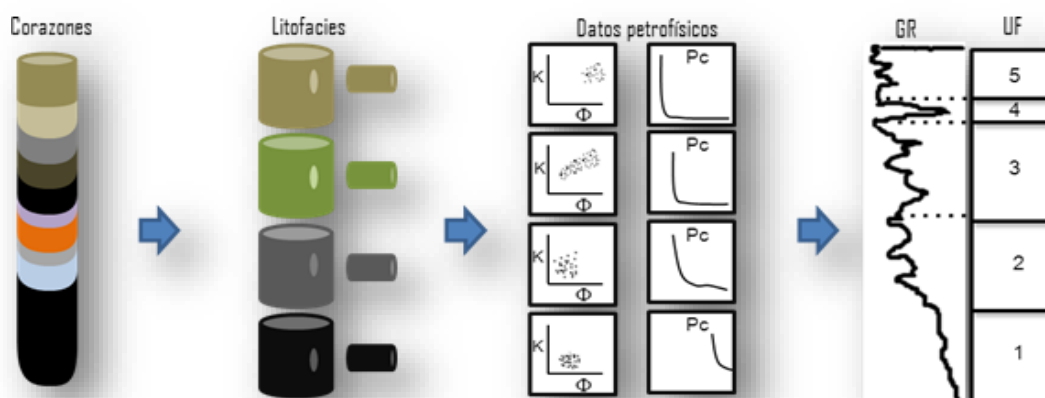 Corazones
Litofacies
Datos petrofísicos
GR
UF
K
Φ
Pc
K
Φ
Pc
K
Φ
Pc
K
Φ
Pc
5
4
3
2
1